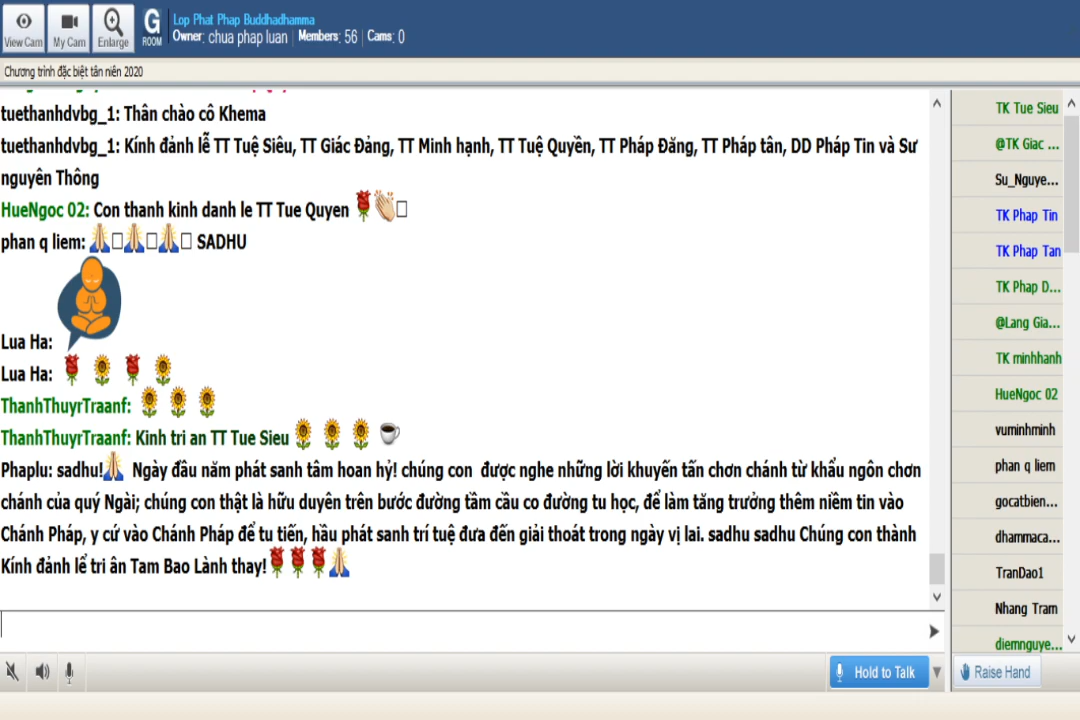 View Cam
My Cam
Enlarge
G
ROOM
Lop Phat Phap Buddhadhamma
Owner: chua phap luan | Members: 56 | Cams: 0
Chương trình đặc biệt tân niên 2020
tuethanhdvbg_1: Thân chào cô Khema
tuethanhdvbg_1: Kính đảnh lễ TT Tuệ Siêu, TT Giác Đảng, TT Minh hạnh, TT Tuệ Quyền, TT Pháp Đăng, TT Pháp tân, DD Pháp Tin và Sư
nguyên Thông
HueNgoc 02: Con thanh kinh danh le TT Tue Quyen 🌹👏□
phan q liem: 🙏□🙏□🙏□ SADHU
Lua Ha:
Lua Ha: 🌹 🌻 🌹 🌻
ThanhThuyrTraanf: 🌻 🌻 🌻
ThanhThuyrTraanf: Kinh tri an TT Tue Sieu 🌻 🌻 🌻 ☕
Phaplu: sadhu!🙏 Ngày đầu năm phát sanh tâm hoan hỷ! chúng con được nghe những lời khuyến tấn chơn chánh từ khẩu ngôn chơn
chánh của quý Ngài; chúng con thật là hữu duyên trên bước đường tầm cầu co đường tu học, để làm tăng trưởng thêm niềm tin vào
Chánh Pháp, y cứ vào Chánh Pháp để tu tiến, hầu phát sanh trí tuệ đưa đến giải thoát trong ngày vị lai. sadhu sadhu Chúng con thành
Kính đảnh lể tri ân Tam Bao Lành thay!🌹🌹🌹🙏
TK Tue Sieu
@TK Giac ...
Su_Nguye...
TK Phap Tin
TK Phap Tan
TK Phap D...
@Lang Gia...
TK minhhanh
HueNgoc 02
vuminhminh
phan q liem
gocatbien...
dhammaca...
TranDao1
Nhang Tram
diemnguye...
Hold to Talk
Raise Hand